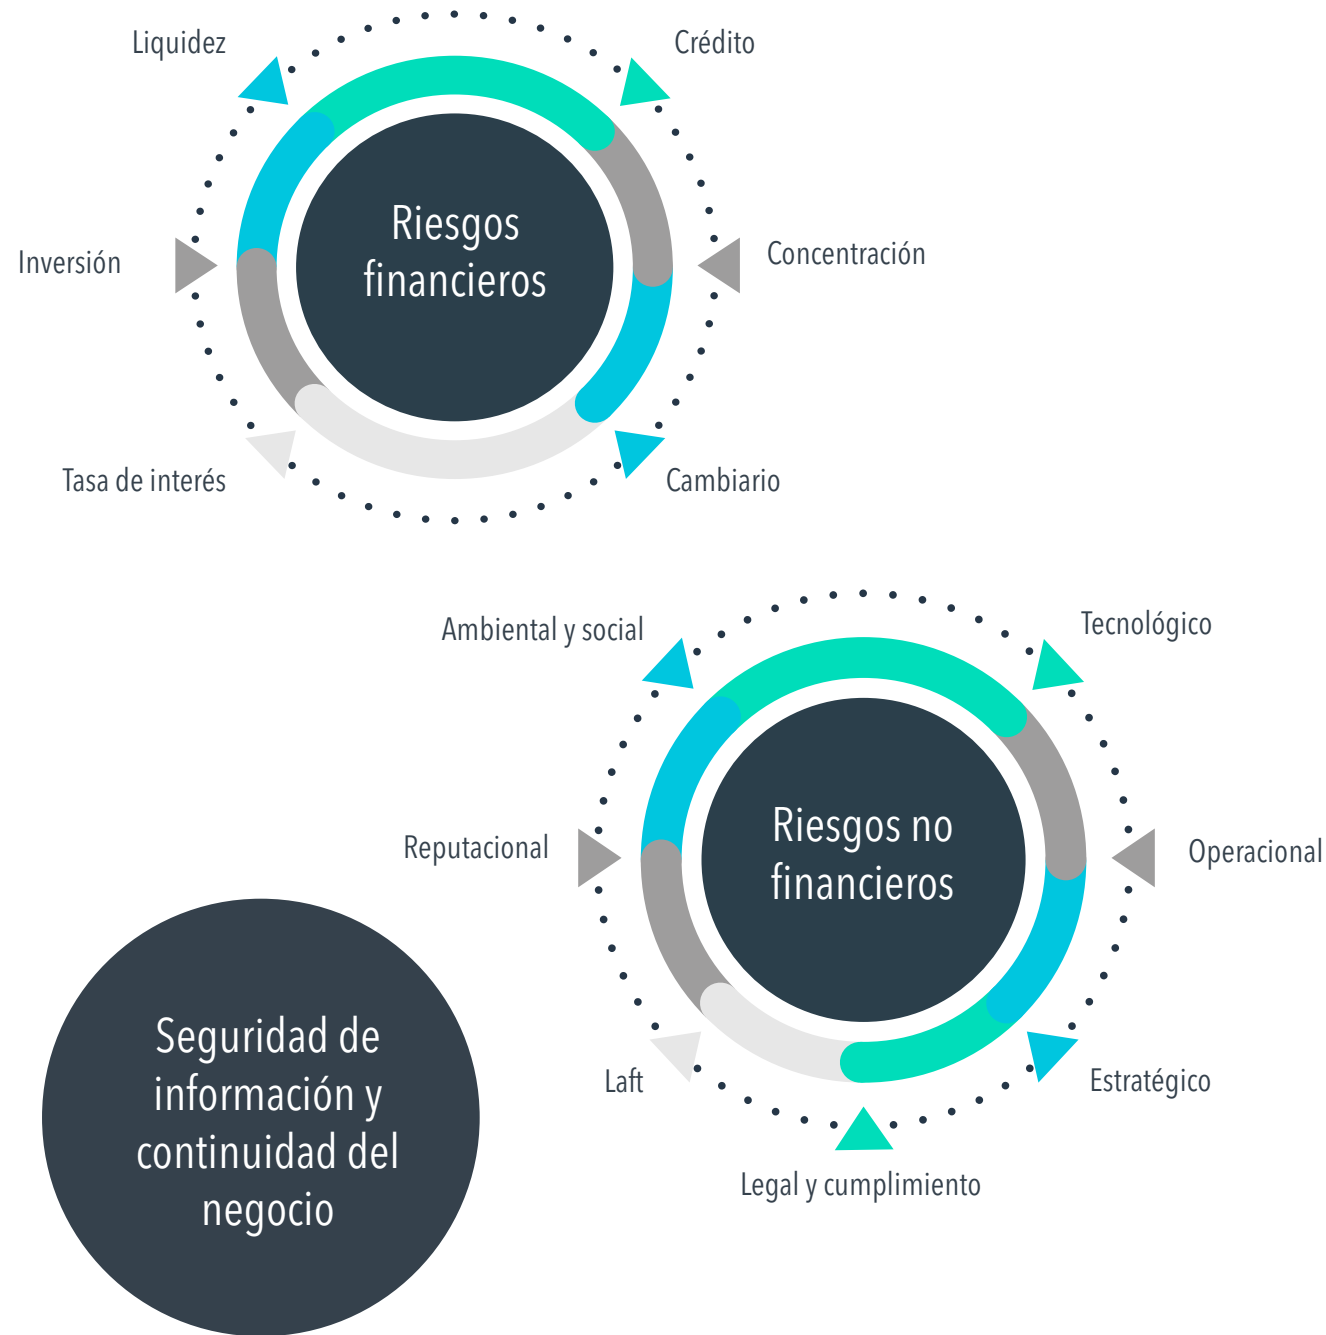 Liquidez
Crédito
Riesgos
financieros
Inversión
Concentración
Tasa de interés
Cambiario
Ambiental y social
Tecnológico
Riesgos no
financieros
Reputacional
Operacional
Laft
Estratégico
Legal y cumplimiento
Seguridad de
información y
continuidad del
negocio